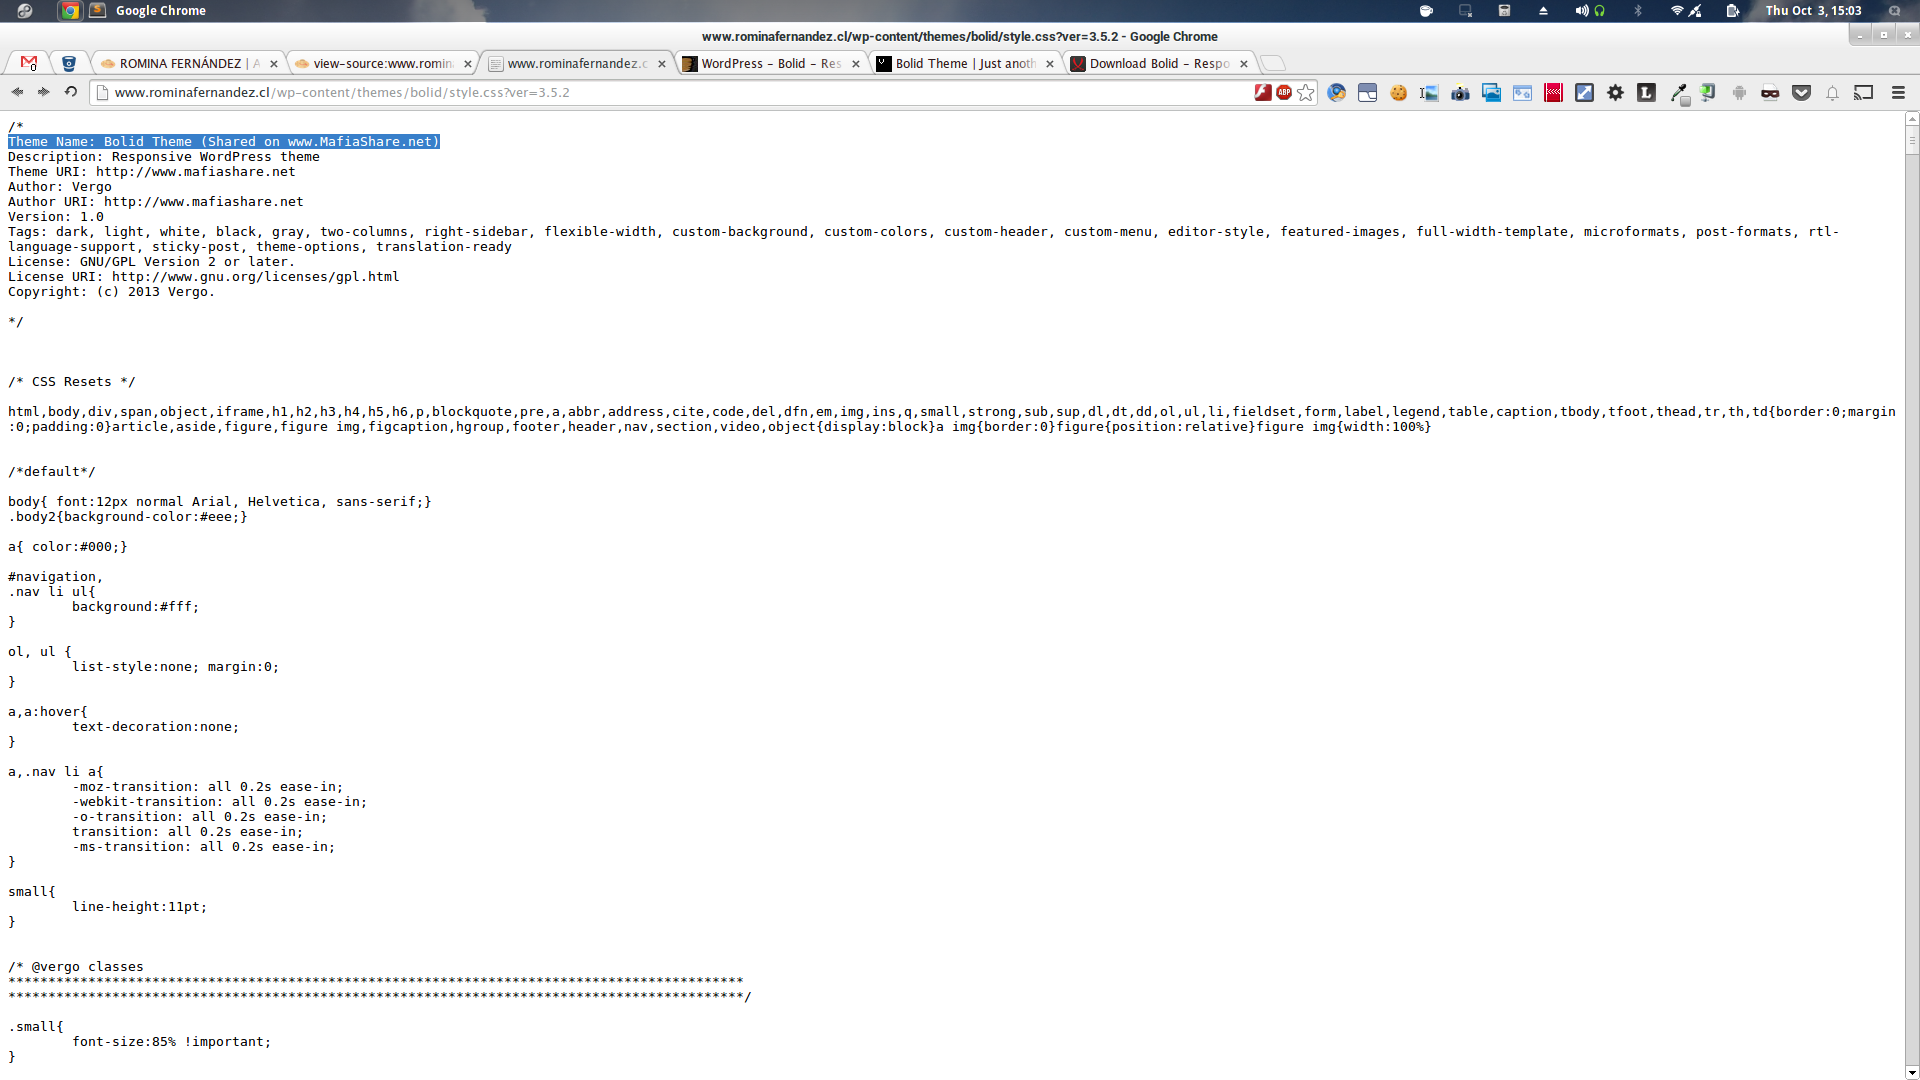 Google Chrome
Thu Oct 3, 15:03
www.rominafernandez.cl/wp-content/themes/bolid/style.css?ver=3.5.2 - Google Chrome
ROMINA FERNÁNDEZ | A
view-source:www.romin
www.rominafernandez.c
WordPress – Bolid – Res
Bolid Theme | Just anoth
Download Bolid – Respo
www.rominafernandez.cl/wp-content/themes/bolid/style.css?ver=3.5.2
ABP
/*
Theme Name: Bolid Theme (Shared on www.MafiaShare.net)
Description: Responsive WordPress theme
Theme URI: http://www.mafiashare.net
Author: Vergo
Author URI: http://www.mafiashare.net
Version: 1.0
Tags: dark, light, white, black, gray, two-columns, right-sidebar, flexible-width, custom-background, custom-colors, custom-header, custom-menu, editor-style, featured-images, full-width-template, microformats, post-formats, rtl-
language-support, sticky-post, theme-options, translation-ready
License: GNU/GPL Version 2 or later.
License URI: http://www.gnu.org/licenses/gpl.html
Copyright: (c) 2013 Vergo.
*/
/* CSS Resets */
html,body,div,span,object,iframe,h1,h2,h3,h4,h5,h6,p,blockquote,pre,a,abbr,address,cite,code,del,dfn,em,img,ins,q,small,strong,sub,sup,dl,dt,dd,ol,ul,li,fieldset,form,label,legend,table,caption,tbody,tfoot,thead,tr,th,td{border:0;margin
:0;padding:0}article,aside,figure,figure img,figcaption,hgroup,footer,header,nav,section,video,object{display:block}a img{border:0}figure{position:relative}figure img{width:100%}
/*default*/
body{ font:12px normal Arial, Helvetica, sans-serif;}
.body2{background-color:#eee;}
a{ color:#000;}
#navigation,
.nav li ul{
background:#fff;
}
ol, ul {
list-style:none; margin:0;
}
a,a:hover{
text-decoration:none;
}
a,.nav li a{
-moz-transition: all 0.2s ease-in;
-webkit-transition: all 0.2s ease-in;
-o-transition: all 0.2s ease-in;
transition: all 0.2s ease-in;
-ms-transition: all 0.2s ease-in;
}
small{
line-height:11pt;
}
/* @vergo classes
********************************************************************************************
********************************************************************************************/
.small{
font-size:85% !important;
}